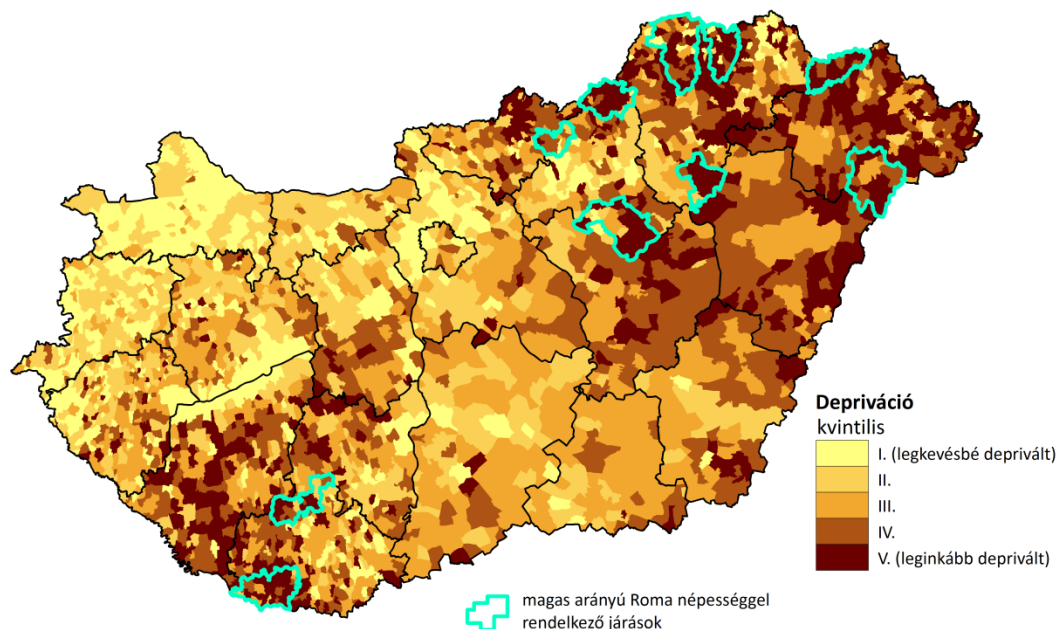 Depriváció
kvintilis
I. (legkevésbé deprivált)
II.
III.
IV.
V. (leginkább deprivált)
magas arányú Roma népességgel
rendelkező járások